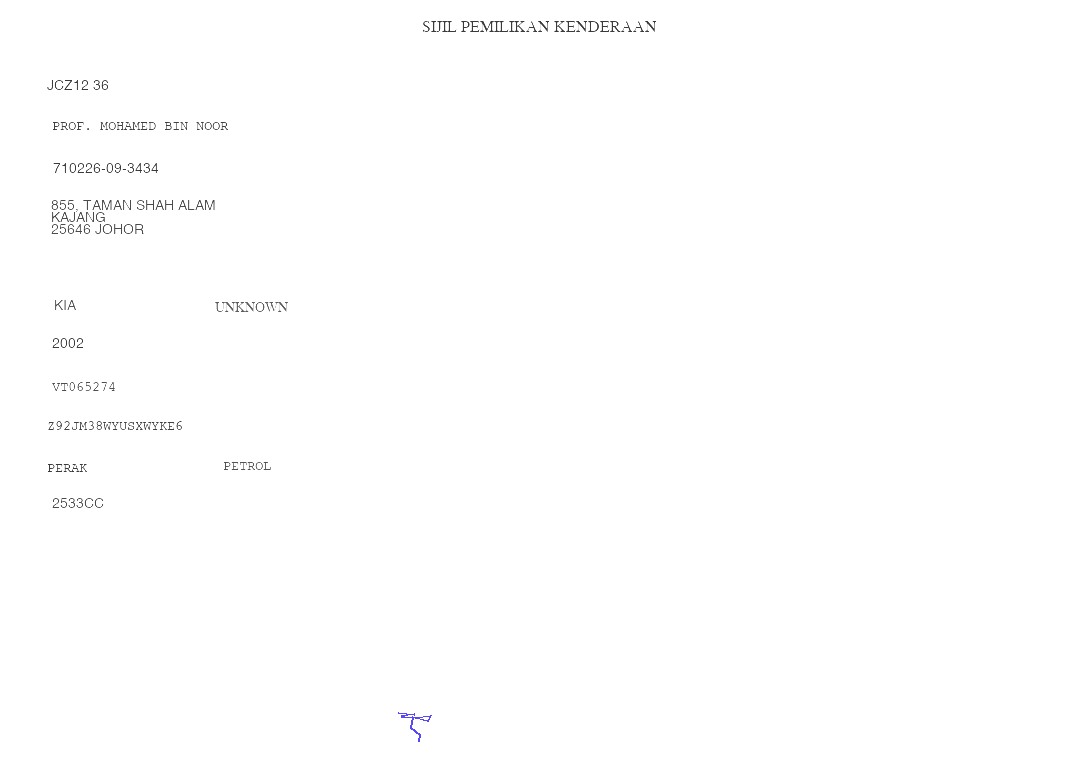 SIJIL PEMILIKAN KENDERAAN
JCZ12 36
PROF. MOHAMED BIN NOOR
710226-09-3434
855, TAMAN SHAH ALAM
KAJANG
25646 JOHOR
KIA UNKNOWN
2002
VT065274
Z92JM38WYUSXWYKE6
PERAK PETROL
2533CC